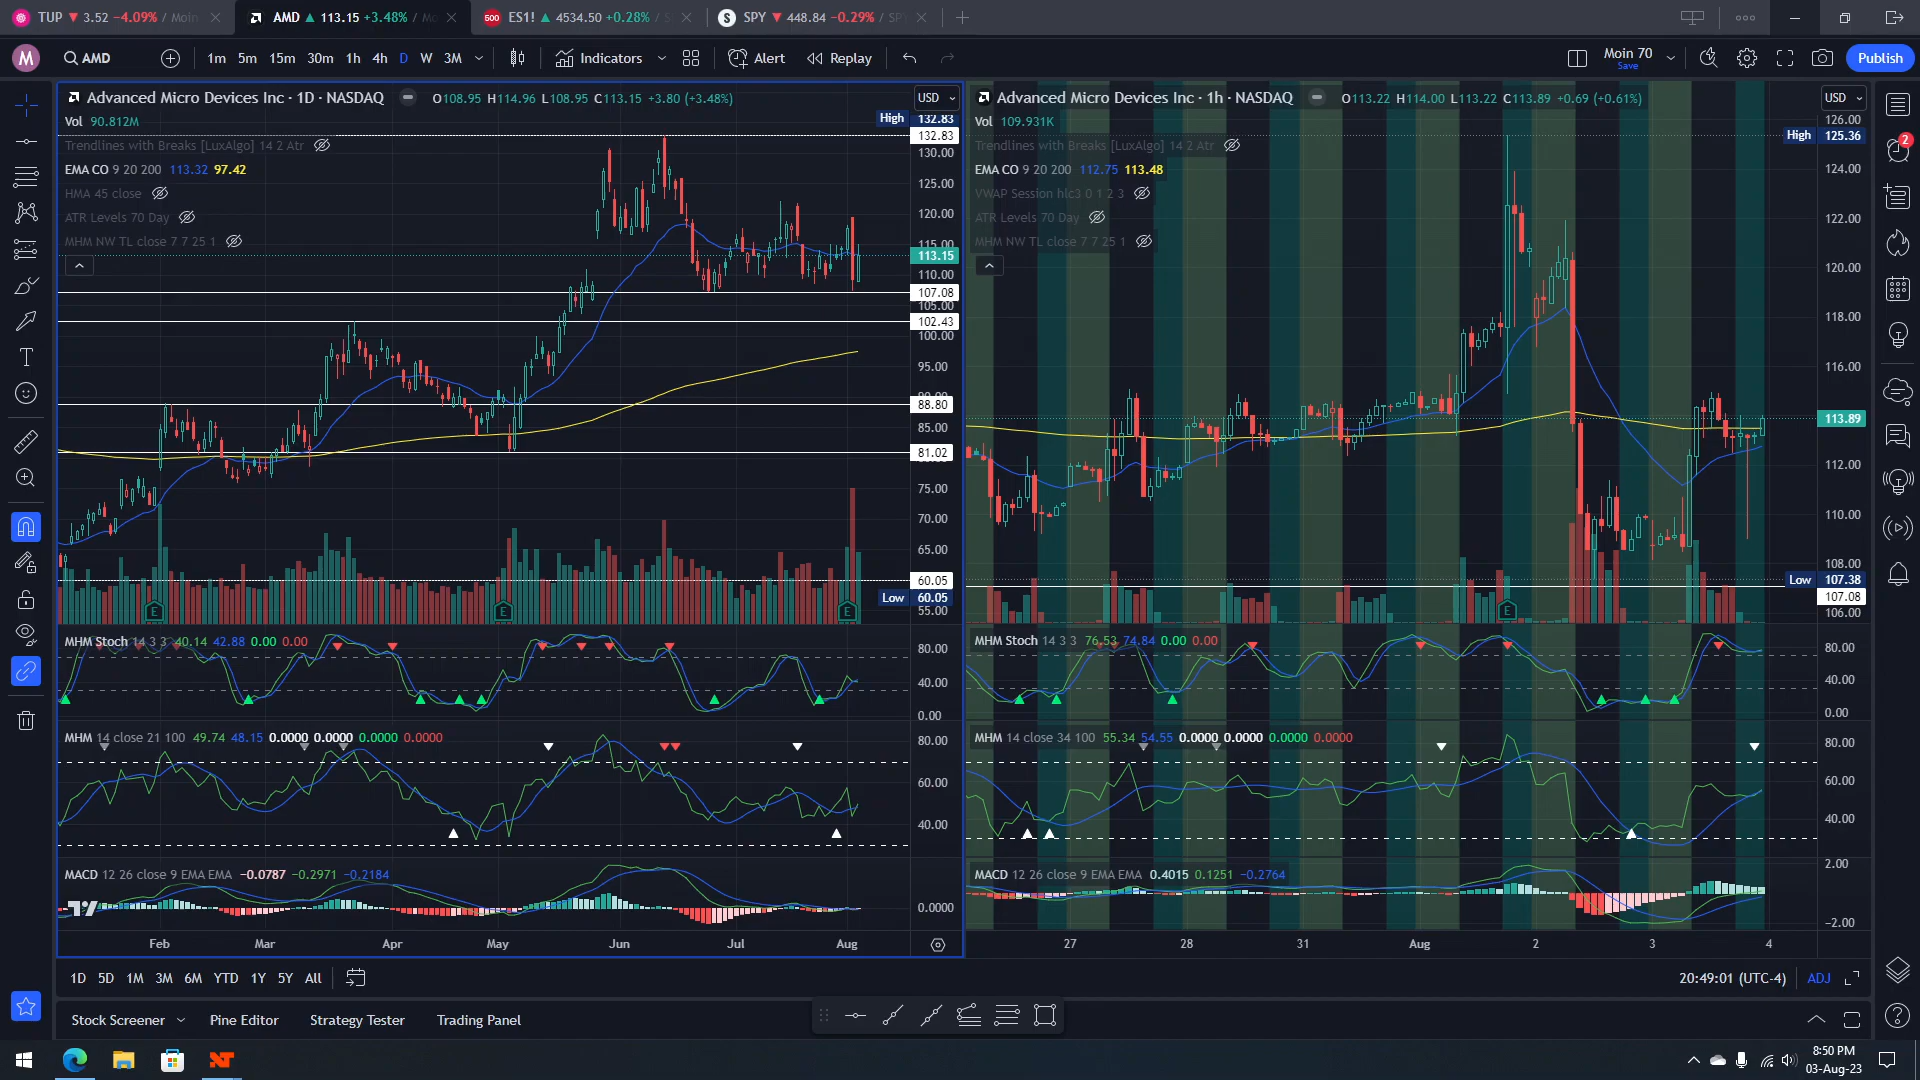 TUP ▼ 3.52 −4.09% / Moin
AMD ▲ 113.15 +3.48% / Mo
500 ES1! ▲ 4534.50 +0.28% / S
S SPY ▼ 448.84 −0.29% / SP
M AMD 1m 5m 15m 30m 1h 4h D W 3M Indicators Alert Replay Moin 70 Save Publish
Advanced Micro Devices Inc · 1D · NASDAQ O108.95 H114.96 L108.95 C113.15 +3.80 (+3.48%)
USD
Vol 90.812M
Trendlines with Breaks [LuxAlgo] 14 2 Atr
EMA CO 9 20 200 113.32 97.42
HMA 45 close
ATR Levels 70 Day
MHM NW TL close 7 7 25 1
High 132.83
132.83
130.00
125.00
120.00
115.00
113.15
110.00
107.08
105.00
102.43
100.00
95.00
90.00
88.80
85.00
81.02
75.00
70.00
65.00
60.05
Low 60.05
55.00
E E E
MHM Stoch 14 3 3 40.14 42.88 0.00 0.00
80.00
40.00
0.00
MHM 14 close 21 100 49.74 48.15 0.0000 0.0000 0.0000 0.0000
80.00
60.00
40.00
MACD 12 26 close 9 EMA EMA −0.0787 −0.2971 −0.2184
0.0000
Feb Mar Apr May Jun Jul Aug
Advanced Micro Devices Inc · 1h · NASDAQ O113.22 H114.00 L113.22 C113.89 +0.69 (+0.61%)
USD
Vol 109.931K
Trendlines with Breaks [LuxAlgo] 14 2 Atr
EMA CO 9 20 200 112.75 113.48
VWAP Session hlc3 0 1 2 3
ATR Levels 70 Day
MHM NW TL close 7 7 25 1
126.00
High 125.36
124.00
122.00
120.00
118.00
116.00
113.89
112.00
110.00
108.00
Low 107.38
107.08
106.00
E
MHM Stoch 14 3 3 76.53 74.84 0.00 0.00
80.00
40.00
0.00
MHM 14 close 34 100 55.34 54.55 0.0000 0.0000 0.0000 0.0000
80.00
60.00
40.00
MACD 12 26 close 9 EMA EMA 0.4015 0.1251 −0.2764
2.00
−2.00
27 28 31 Aug 2 3 4
2
1D 5D 1M 3M 6M YTD 1Y 5Y All
20:49:01 (UTC-4) ADJ
Stock Screener Pine Editor Strategy Tester Trading Panel
8:50 PM
03-Aug-23